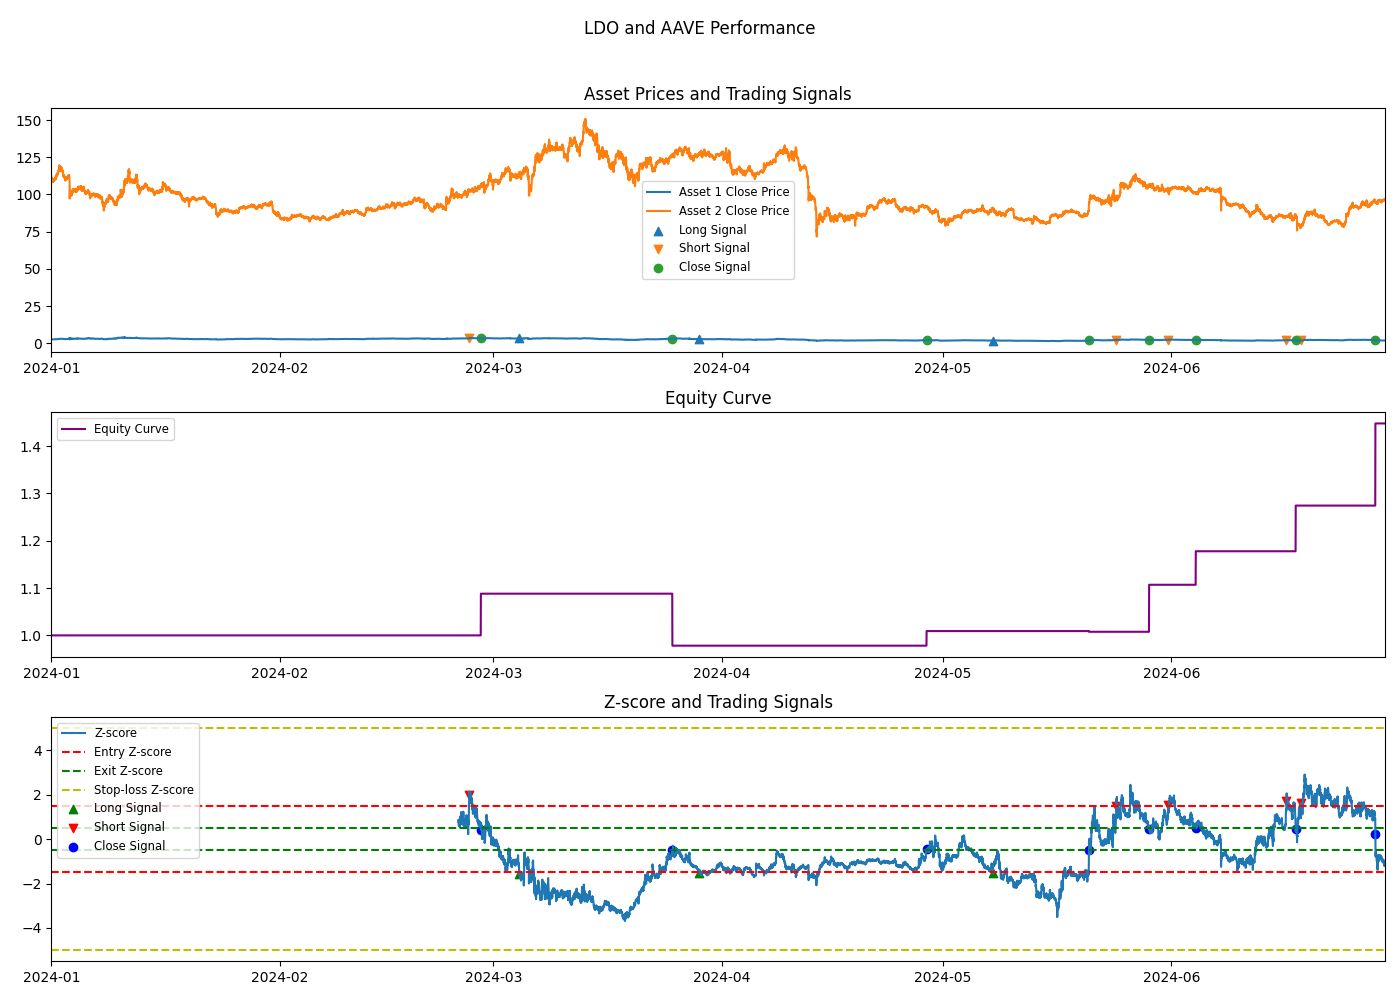 LDO and AAVE Performance
Asset Prices and Trading Signals
150
125
100
75
50
25
0
Asset 1 Close Price
Asset 2 Close Price
Long Signal
Short Signal
Close Signal
2024-01 2024-02 2024-03 2024-04 2024-05 2024-06
Equity Curve
Equity Curve
1.4
1.3
1.2
1.1
1.0
2024-01 2024-02 2024-03 2024-04 2024-05 2024-06
Z-score and Trading Signals
4
2
0
−2
−4
Z-score
Entry Z-score
Exit Z-score
Stop-loss Z-score
Long Signal
Short Signal
Close Signal
2024-01 2024-02 2024-03 2024-04 2024-05 2024-06